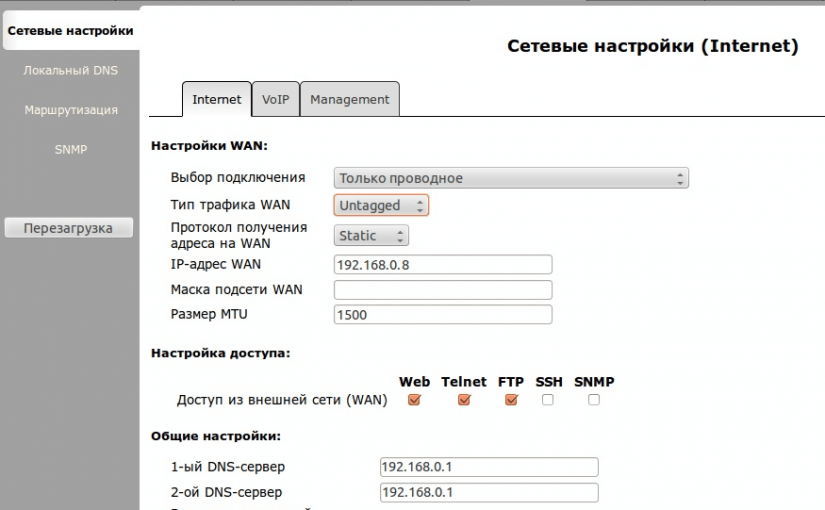 Сетевые настройки
Локальный DNS
Маршрутизация
SNMP
Перезагрузка
Сетевые настройки (Internet)
Internet VoIP Management
Настройки WAN:
Выбор подключения Только проводное
Тип трафика WAN Untagged
Протокол получения
адреса на WAN Static
IP-адрес WAN 192.168.0.8
Маска подсети WAN
Размер MTU 1500
Настройка доступа:
Web Telnet FTP SSH SNMP
Доступ из внешней сети (WAN)
Общие настройки:
1-ый DNS-сервер 192.168.0.1
2-ой DNS-сервер 192.168.0.1